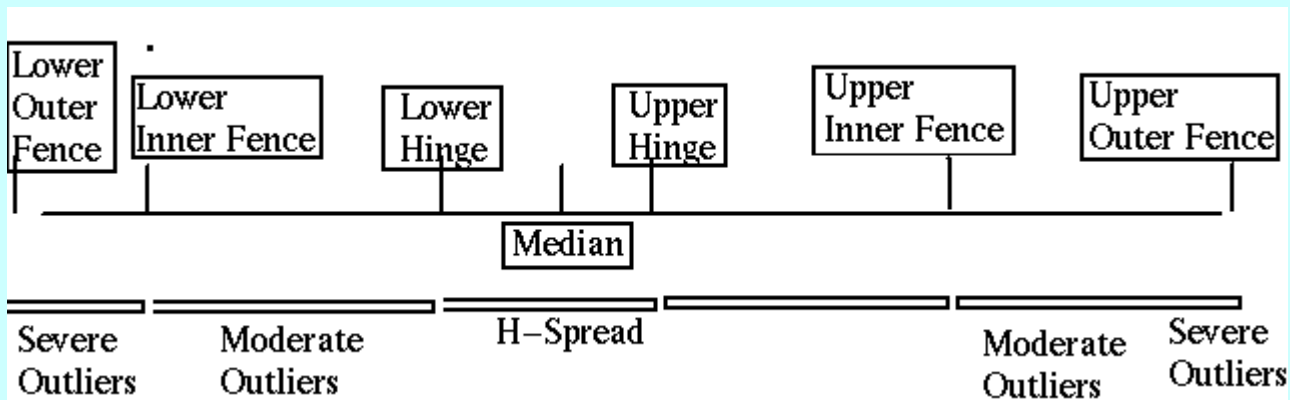 Lower
Outer
Fence
Lower
Inner Fence
Lower
Hinge
Upper
Hinge
Upper
Inner Fence
Upper
Outer Fence
Median
Severe
Outliers
Moderate
Outliers
H-Spread
Moderate
Outliers
Severe
Outliers